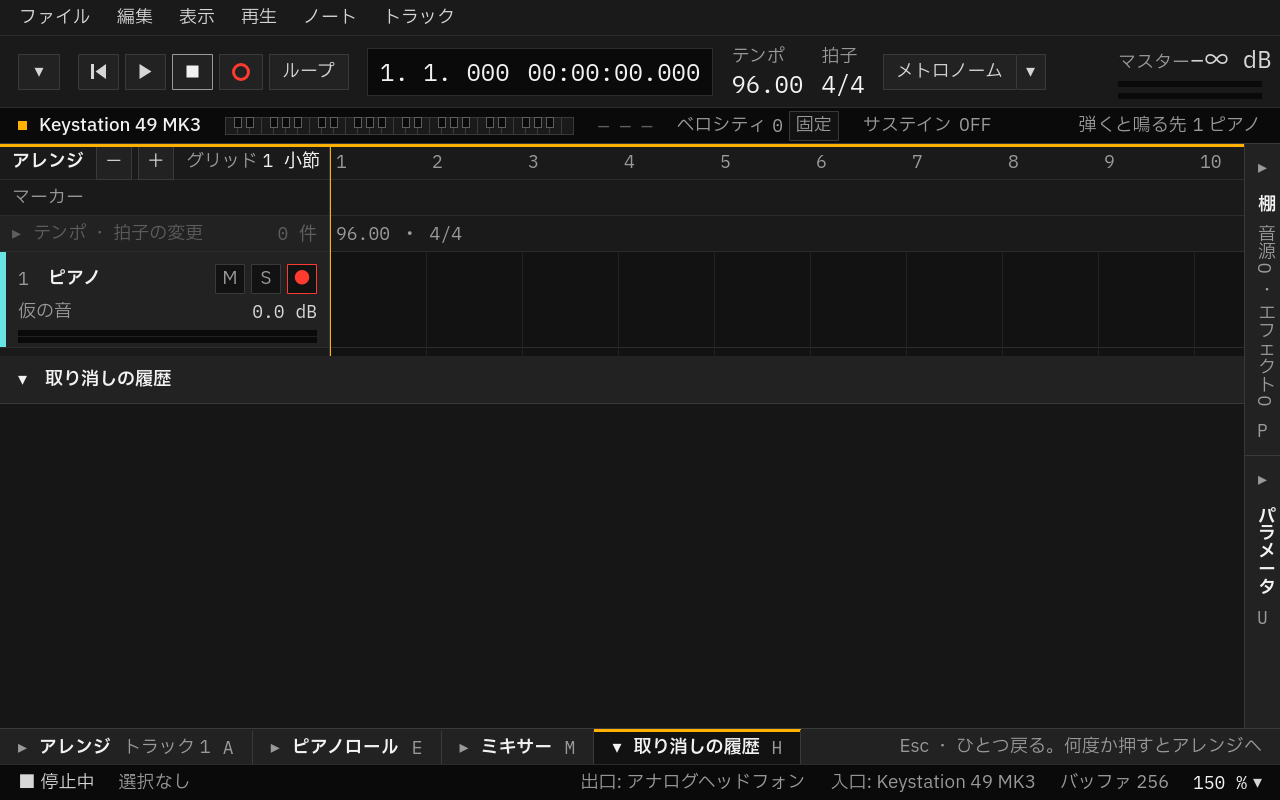 ファイル 編集 表示 再生 ノート トラック
ループ 1. 1. 000 00:00:00.000 テンポ 96.00 拍子 4/4 メトロノーム ▼ マスター −∞ dB
Keystation 49 MK3 – – – ベロシティ 0 固定 サステイン OFF 弾くと鳴る先 1 ピアノ
アレンジ − + グリッド 1 小節 1 2 3 4 5 6 7 8 9 10
マーカー
▶ テンポ · 拍子の変更 0 件 96.00 · 4/4
1 ピアノ M S
仮の音 0.0 dB
▼ 取り消しの履歴
▶ 棚 音源 0 · エフェクト 0 P
▶ パラメータ U
▶ アレンジ トラック 1 A ▶ ピアノロール E ▶ ミキサー M ▼ 取り消しの履歴 H Esc · ひとつ戻る。何度か押すとアレンジへ
■ 停止中 選択なし 出口: アナログヘッドフォン 入口: Keystation 49 MK3 バッファ 256 150 % ▼